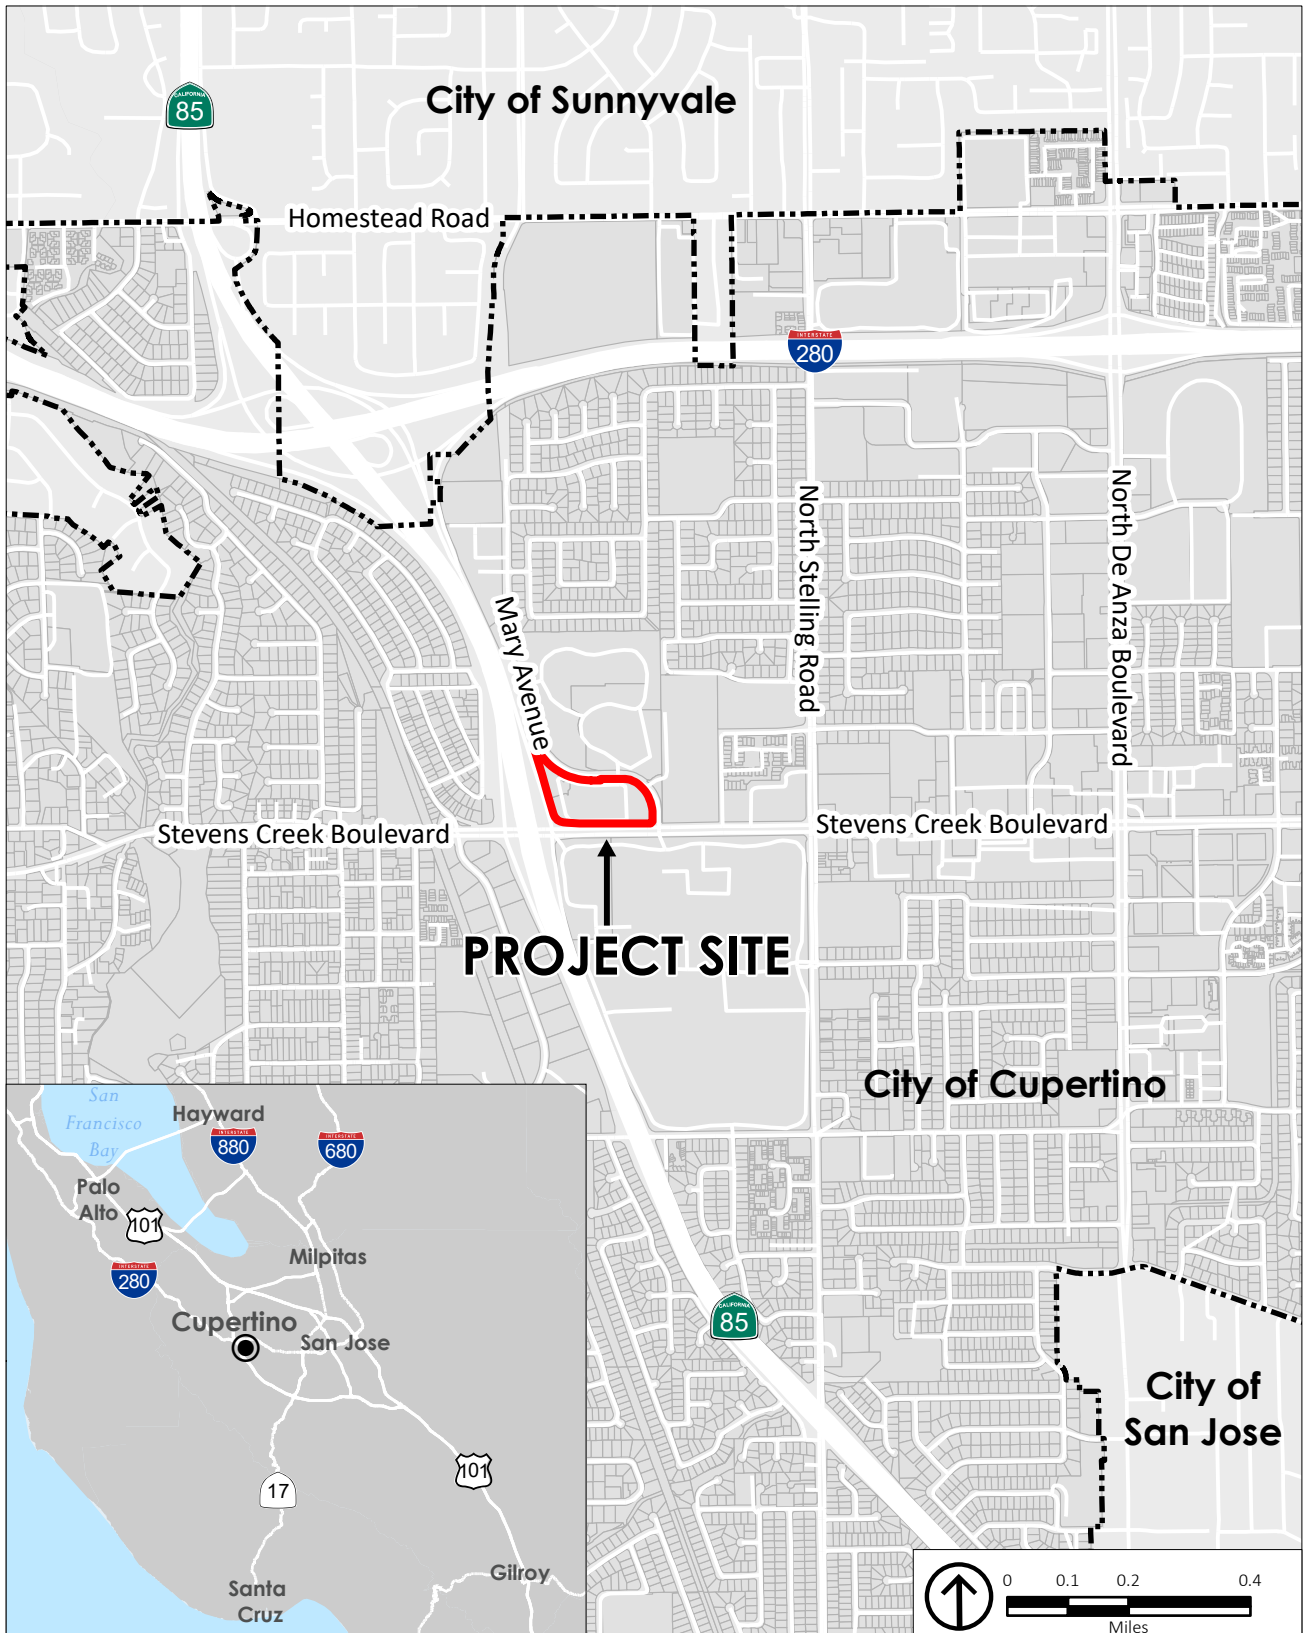 CALIFORNIA
85
City of Sunnyvale
Homestead Road
INTERSTATE
280
North Stelling Road
North De Anza Boulevard
Mary Avenue
Stevens Creek Boulevard
Stevens Creek Boulevard
PROJECT SITE
City of Cupertino
San
Francisco
Bay
Hayward
INTERSTATE
880
INTERSTATE
680
Palo
Alto
101
Milpitas
INTERSTATE
280
Cupertino
San Jose
101
17
Gilroy
Santa
Cruz
CALIFORNIA
85
City of
San Jose
0 0.1 0.2 0.4
Miles